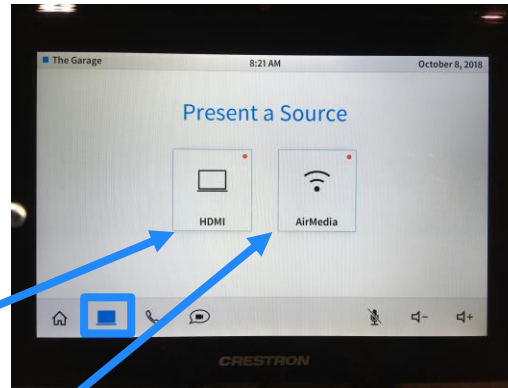 The Garage 8:21 AM October 8, 2018
Present a Source
HDMI AirMedia
CRESTRON